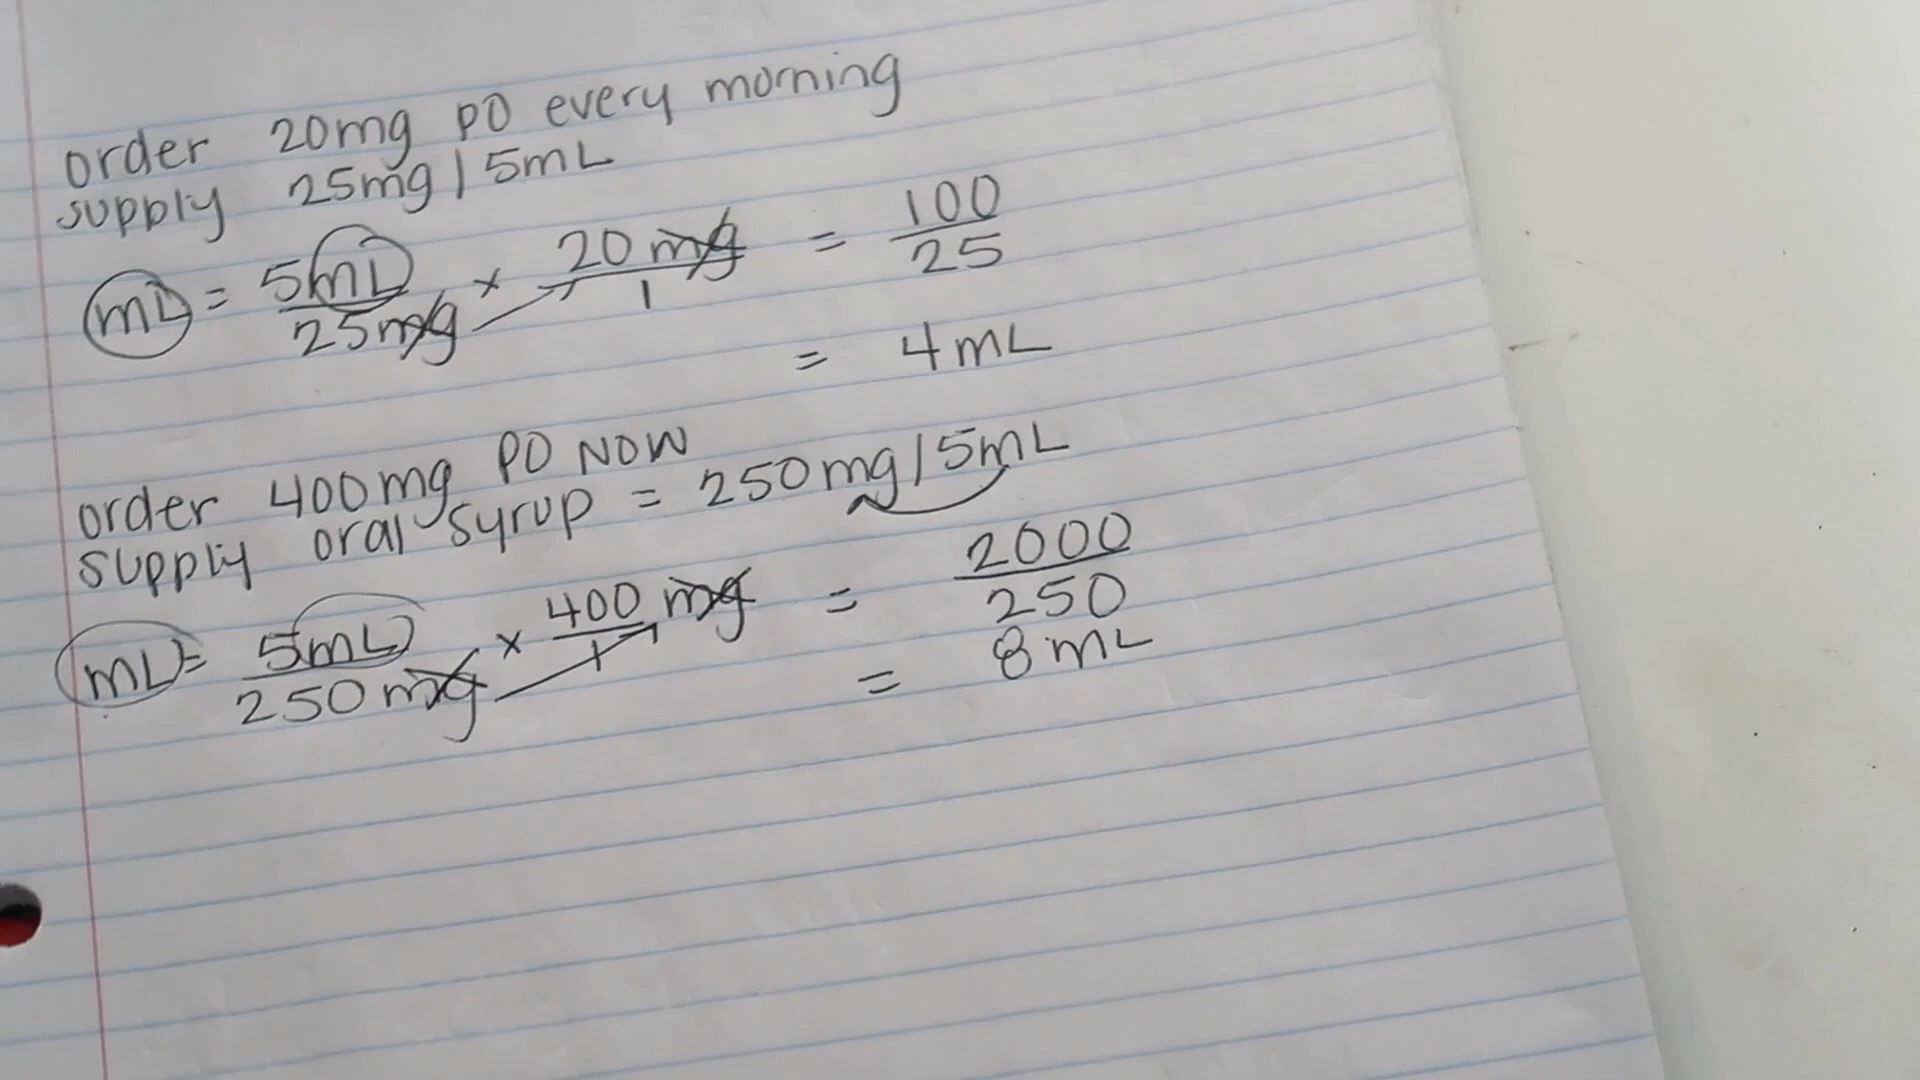 order 20mg PO every morning
supply 25mg / 5mL
mL = 5mL / 25mg × 20mg / 1 = 100 / 25
= 4mL
order 400mg PO NOW
supply oral syrup = 250mg / 5mL
mL = 5mL / 250mg × 400mg / 1 = 2000 / 250
= 8mL